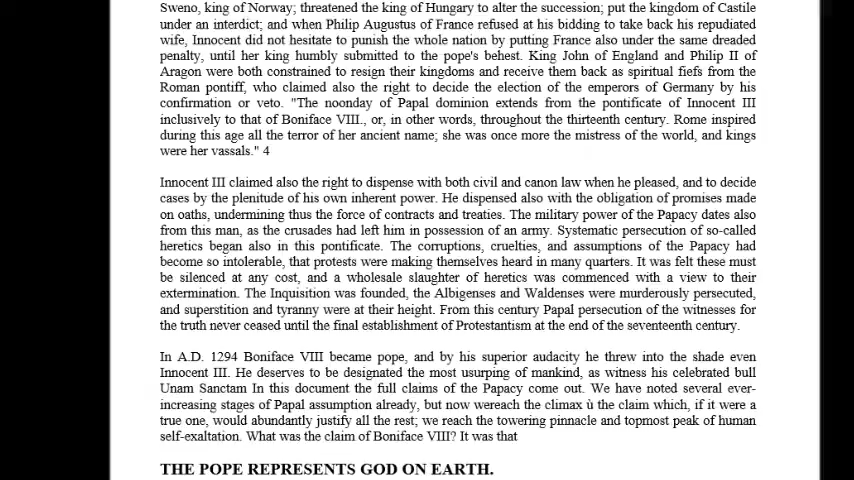 Sweno, king of Norway; threatened the king of Hungary to alter the succession; put the kingdom of Castile
under an interdict; and when Philip Augustus of France refused at his bidding to take back his repudiated
wife, Innocent did not hesitate to punish the whole nation by putting France also under the same dreaded
penalty, until her king humbly submitted to the pope's behest. King John of England and Philip II of
Aragon were both constrained to resign their kingdoms and receive them back as spiritual fiefs from the
Roman pontiff, who claimed also the right to decide the election of the emperors of Germany by his
confirmation or veto. "The noonday of Papal dominion extends from the pontificate of Innocent III
inclusively to that of Boniface VIII., or, in other words, throughout the thirteenth century. Rome inspired
during this age all the terror of her ancient name; she was once more the mistress of the world, and kings
were her vassals." 4
Innocent III claimed also the right to dispense with both civil and canon law when he pleased, and to decide
cases by the plenitude of his own inherent power. He dispensed also with the obligation of promises made
on oaths, undermining thus the force of contracts and treaties. The military power of the Papacy dates also
from this man, as the crusades had left him in possession of an army. Systematic persecution of so-called
heretics began also in this pontificate. The corruptions, cruelties, and assumptions of the Papacy had
become so intolerable, that protests were making themselves heard in many quarters. It was felt these must
be silenced at any cost, and a wholesale slaughter of heretics was commenced with a view to their
extermination. The Inquisition was founded, the Albigenses and Waldenses were murderously persecuted,
and superstition and tyranny were at their height. From this century Papal persecution of the witnesses for
the truth never ceased until the final establishment of Protestantism at the end of the seventeenth century.
In A.D. 1294 Boniface VIII became pope, and by his superior audacity he threw into the shade even
Innocent III. He deserves to be designated the most usurping of mankind, as witness his celebrated bull
Unam Sanctam In this document the full claims of the Papacy come out. We have noted several ever-
increasing stages of Papal assumption already, but now wereach the climax ù the claim which, if it were a
true one, would abundantly justify all the rest; we reach the towering pinnacle and topmost peak of human
self-exaltation. What was the claim of Boniface VIII? It was that
THE POPE REPRESENTS GOD ON EARTH.